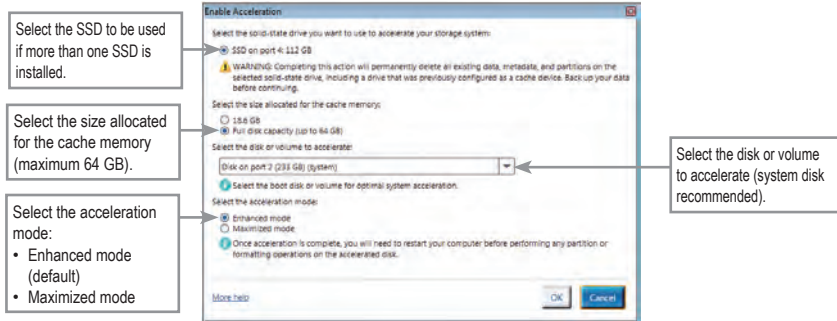 Enable Acceleration
Select the SSD to be used
if more than one SSD is
installed.
Select the solid-state drive you want to use to accelerate your storage system:
SSD on port 4: 112 GB
WARNING: Completing this action will permanently delete all existing data, metadata, and partitions on the
selected solid-state drive, including a drive that was previously configured as a cache device. Back up your data
before continuing.
Select the size allocated
for the cache memory
(maximum 64 GB).
Select the size allocated for the cache memory:
18.6 GB
Full disk capacity (up to 64 GB)
Select the disk or volume to accelerate:
Disk on port 2 (233 GB) (system)
Select the boot disk or volume for optimal system acceleration.
Select the disk or volume
to accelerate (system disk
recommended).
Select the acceleration
mode:
• Enhanced mode
(default)
• Maximized mode
Select the acceleration mode:
Enhanced mode
Maximized mode
Once acceleration is complete, you will need to restart your computer before performing any partition or
formatting operations on the accelerated disk.
More help
OK
Cancel